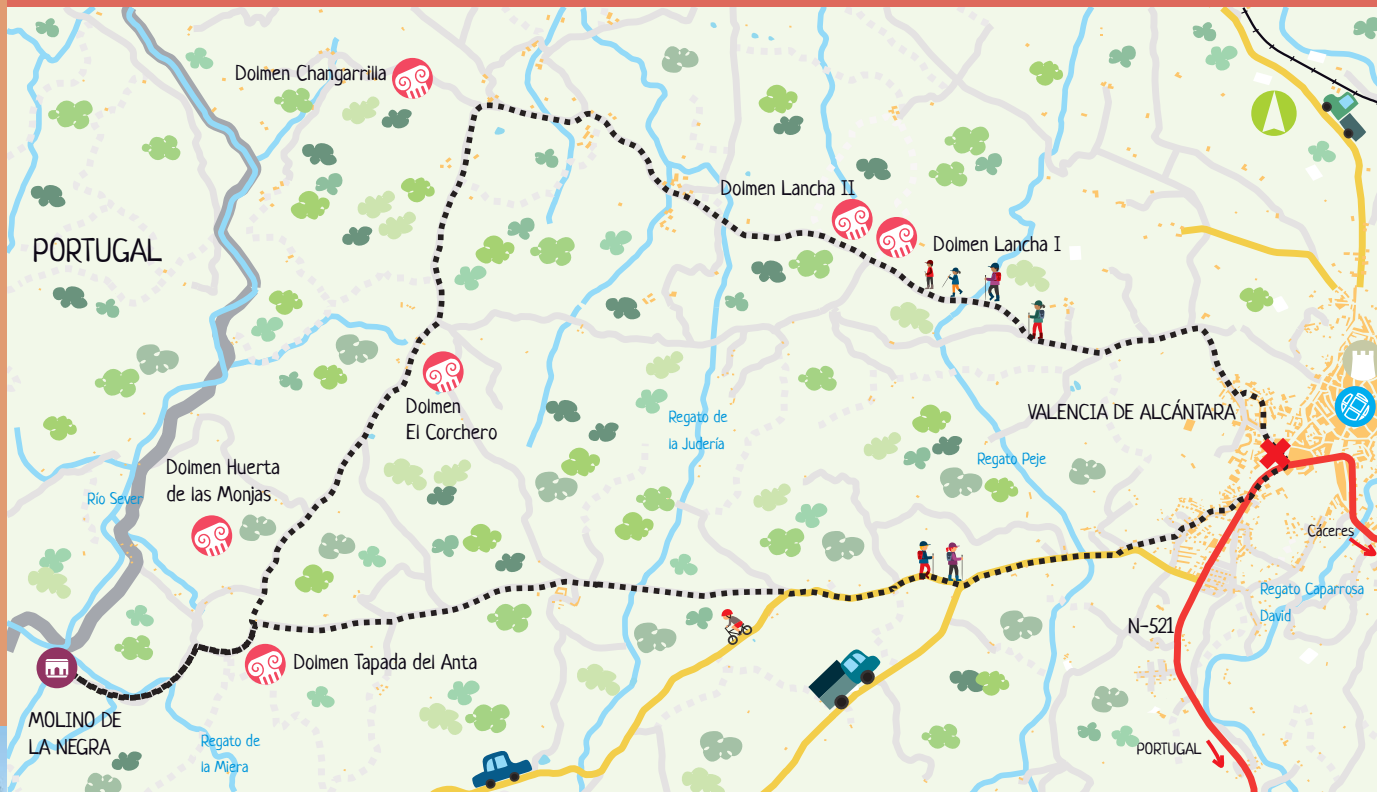 Dolmen Changarrilla
Dolmen Lancha II
PORTUGAL
Dolmen Lancha I
Dolmen
El Corchero
Regato de
la Judería
VALENCIA DE ALCÁNTARA
Dolmen Huerta
de las Monjas
Regato Peje
Río Sever
Cáceres
Regato Caparrosa
David
N-521
Dolmen Tapada del Anta
MOLINO DE
LA NEGRA
Regato de
la Miera
PORTUGAL